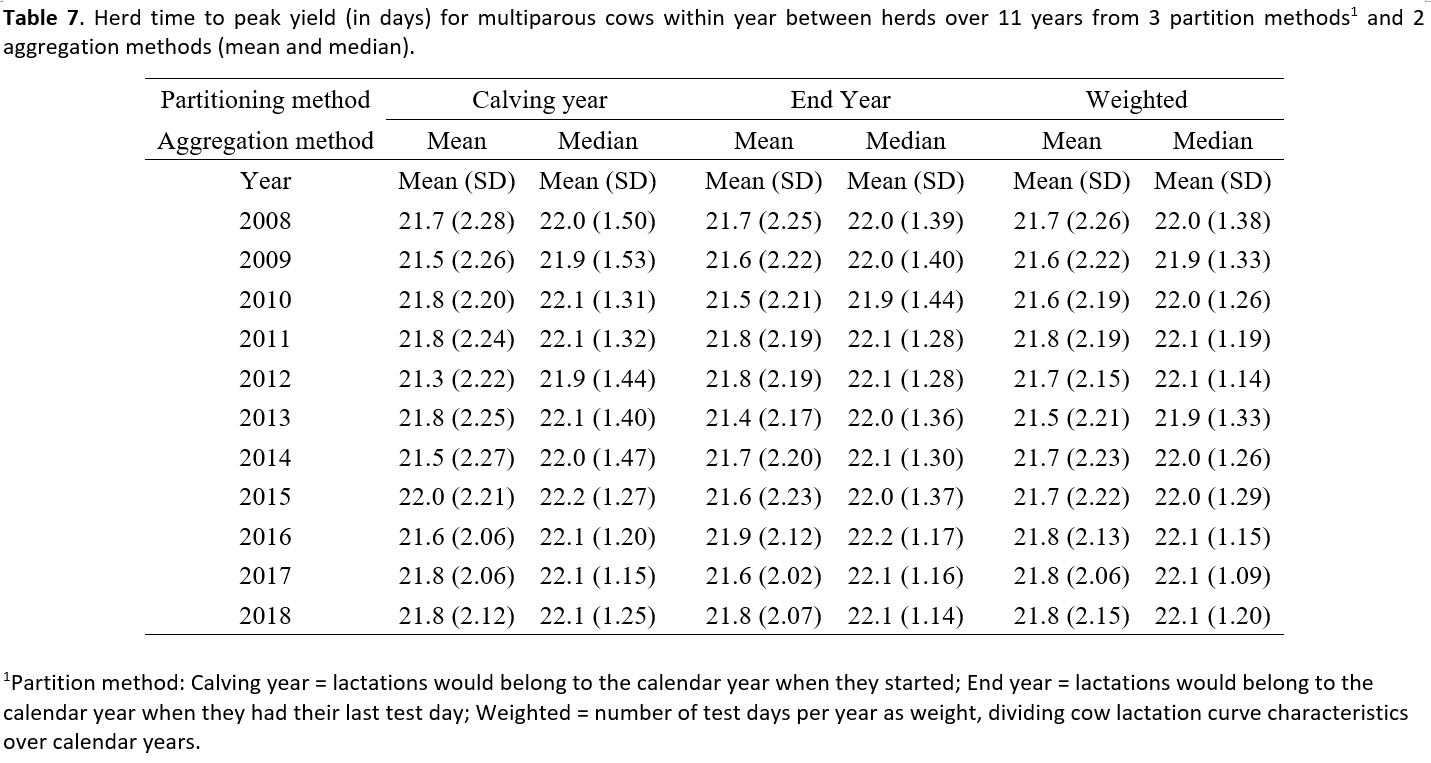 Table 7. Herd time to peak yield (in days) for multiparous cows within year between herds over 11 years from 3 partition methods1 and 2
aggregation methods (mean and median).
Partitioning method Calving year End Year Weighted
Aggregation method Mean Median Mean Median Mean Median
Year Mean (SD) Mean (SD) Mean (SD) Mean (SD) Mean (SD) Mean (SD)
2008 21.7 (2.28) 22.0 (1.50) 21.7 (2.25) 22.0 (1.39) 21.7 (2.26) 22.0 (1.38)
2009 21.5 (2.26) 21.9 (1.53) 21.6 (2.22) 22.0 (1.40) 21.6 (2.22) 21.9 (1.33)
2010 21.8 (2.20) 22.1 (1.31) 21.5 (2.21) 21.9 (1.44) 21.6 (2.19) 22.0 (1.26)
2011 21.8 (2.24) 22.1 (1.32) 21.8 (2.19) 22.1 (1.28) 21.8 (2.19) 22.1 (1.19)
2012 21.3 (2.22) 21.9 (1.44) 21.8 (2.19) 22.1 (1.28) 21.7 (2.15) 22.1 (1.14)
2013 21.8 (2.25) 22.1 (1.40) 21.4 (2.17) 22.0 (1.36) 21.5 (2.21) 21.9 (1.33)
2014 21.5 (2.27) 22.0 (1.47) 21.7 (2.20) 22.1 (1.30) 21.7 (2.23) 22.0 (1.26)
2015 22.0 (2.21) 22.2 (1.27) 21.6 (2.23) 22.0 (1.37) 21.7 (2.22) 22.0 (1.29)
2016 21.6 (2.06) 22.1 (1.20) 21.9 (2.12) 22.2 (1.17) 21.8 (2.13) 22.1 (1.15)
2017 21.8 (2.06) 22.1 (1.15) 21.6 (2.02) 22.1 (1.16) 21.8 (2.06) 22.1 (1.09)
2018 21.8 (2.12) 22.1 (1.25) 21.8 (2.07) 22.1 (1.14) 21.8 (2.15) 22.1 (1.20)
1Partition method: Calving year = lactations would belong to the calendar year when they started; End year = lactations would belong to the
calendar year when they had their last test day; Weighted = number of test days per year as weight, dividing cow lactation curve characteristics
over calendar years.